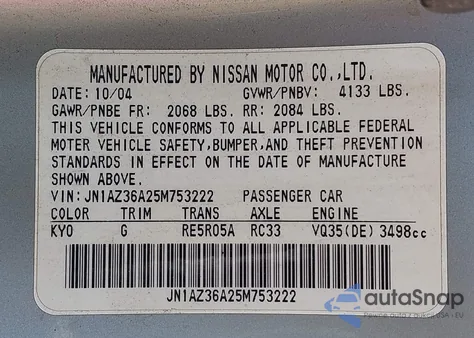 MANUFACTURED BY NISSAN MOTOR CO.,LTD.
DATE: 10/04 GVWR/PNBV: 4133 LBS.
GAWR/PNBE FR: 2068 LBS. RR: 2084 LBS.
THIS VEHICLE CONFORMS TO ALL APPLICABLE FEDERAL
MOTOR VEHICLE SAFETY, BUMPER, AND THEFT PREVENTION
STANDARDS IN EFFECT ON THE DATE OF MANUFACTURE
SHOWN ABOVE.
VIN: JN1AZ36A25M753222 PASSENGER CAR
COLOR TRIM TRANS AXLE ENGINE
KYO G RE5R05A RC33 VQ35(DE) 3498cc
JN1AZ36A25M753222
autoSnap